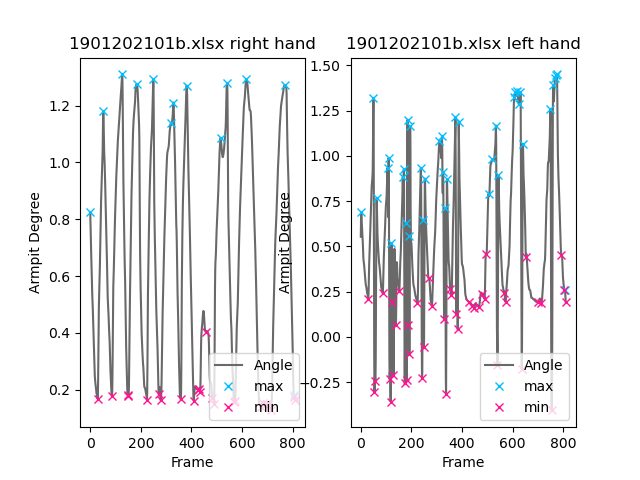 1901202101b.xlsx right hand
1.2
1.0
0.8
0.6
0.4
0.2
Armpit Degree
0 200 400 600 800
Frame
Angle
max
min
1901202101b.xlsx left hand
1.50
1.25
1.00
0.75
0.50
0.25
0.00
−0.25
Armpit Degree
0 200 400 600 800
Frame
Angle
max
min